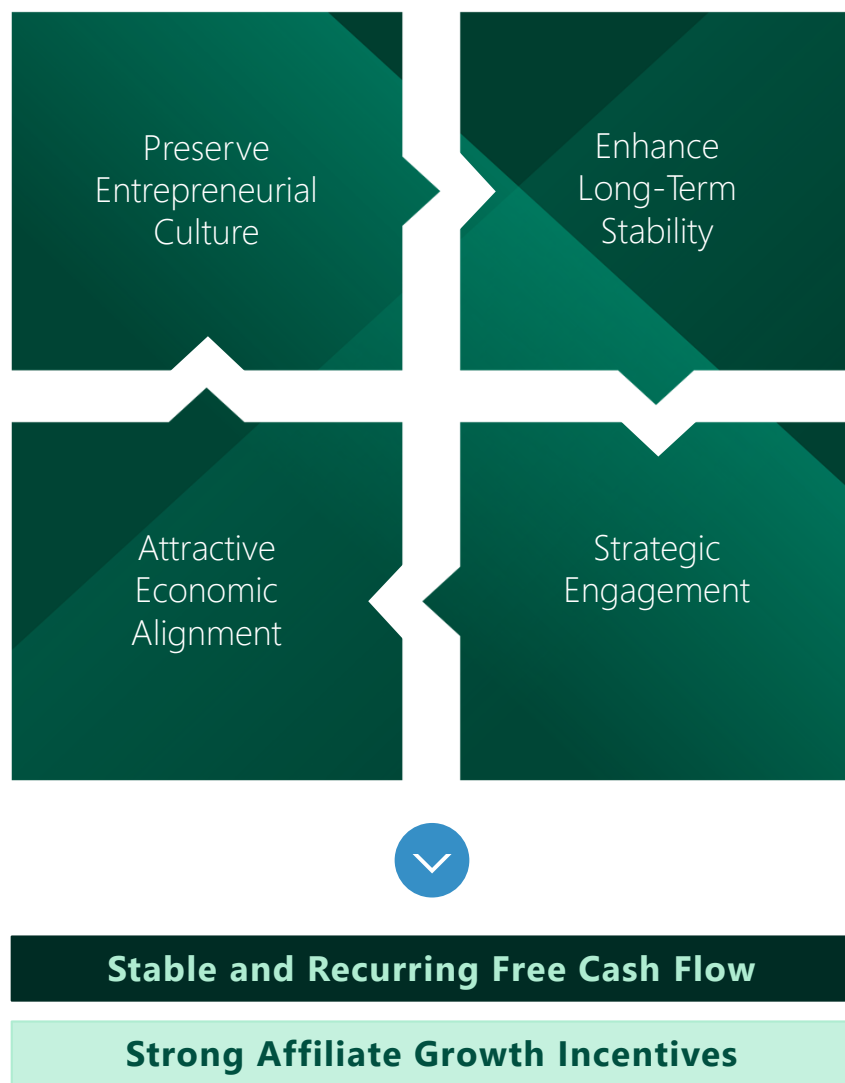 Preserve
Entrepreneurial
Culture
Enhance
Long-Term
Stability
Attractive
Economic
Alignment
Strategic
Engagement
Stable and Recurring Free Cash Flow
Strong Affiliate Growth Incentives